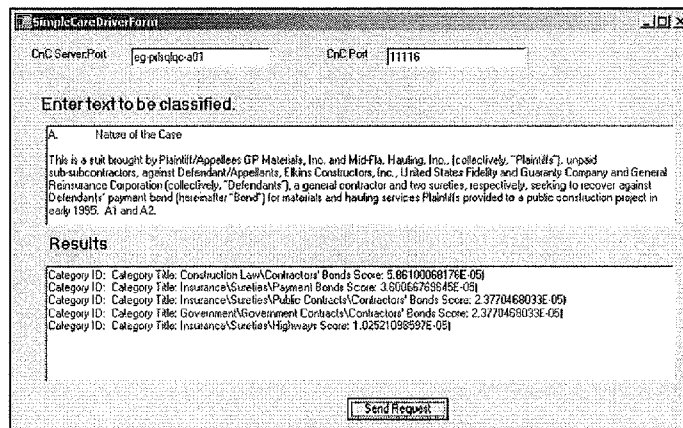 SimpleCareDriverForm
CnC Server:Port eg-prlsqlqc-a01 CnC Port 11116
Enter text to be classified.
A. Nature of the Case
This is a suit brought by Plaintiff/Appellees GP Materials, Inc. and Mid-Fla. Hauling, Inc., (collectively, "Plaintiffs"), unpaid
sub-subcontractors, against Defendant/Appellants, Elkins Constructors, Inc., United States Fidelity and Guaranty Company and General
Reinsurance Corporation (collectively, "Defendants"), a general contractor and two sureties, respectively, seeking to recover against
Defendants' payment bond (hereinafter "Bond") for materials and hauling services Plaintiffs provided to a public construction project in
early 1995. A1 and A2.
Results
Category ID: Category Title: Construction Law\Contractors' Bonds Score: 5.86100068176E-05|
Category ID: Category Title: Insurance\Sureties\Payment Bonds Score: 3.60066769845E-05|
Category ID: Category Title: Insurance\Sureties\Public Contracts\Contractors' Bonds Score: 2.3770468033E-05|
Category ID: Category Title: Government\Government Contracts\Contractors' Bonds Score: 2.3770468033E-05|
Category ID: Category Title: Insurance\Sureties\Highways Score: 1.02521098597E-05|
Send Request